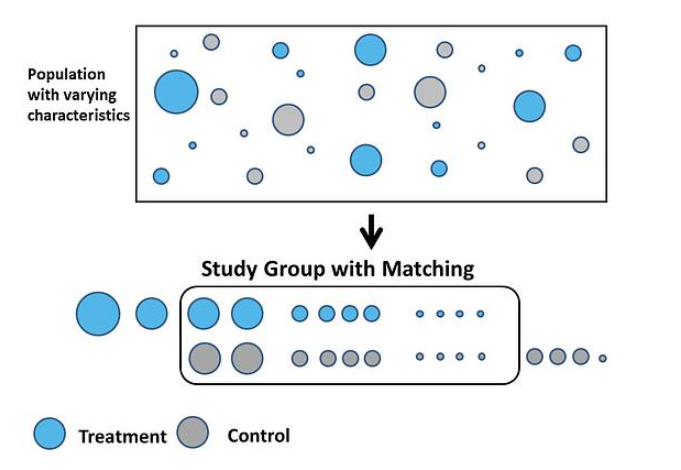 Population
with varying
characteristics
Study Group with Matching
Treatment
Control